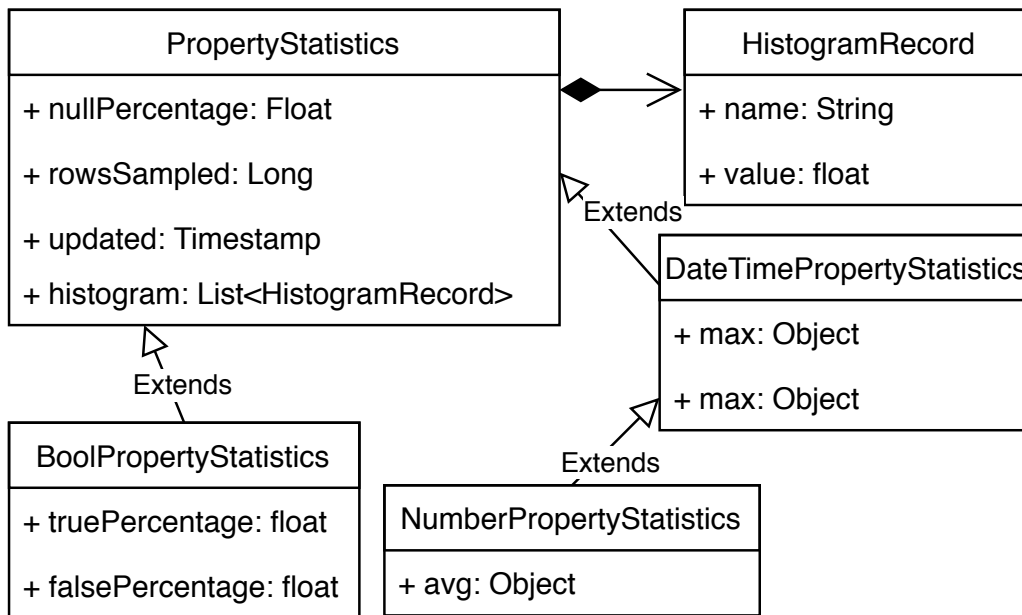 PropertyStatistics
+ nullPercentage: Float
+ rowsSampled: Long
+ updated: Timestamp
+ histogram: List<HistogramRecord>
HistogramRecord
+ name: String
+ value: float
Extends
DateTimePropertyStatistics
+ max: Object
+ max: Object
Extends
BoolPropertyStatistics
+ truePercentage: float
+ falsePercentage: float
Extends
NumberPropertyStatistics
+ avg: Object